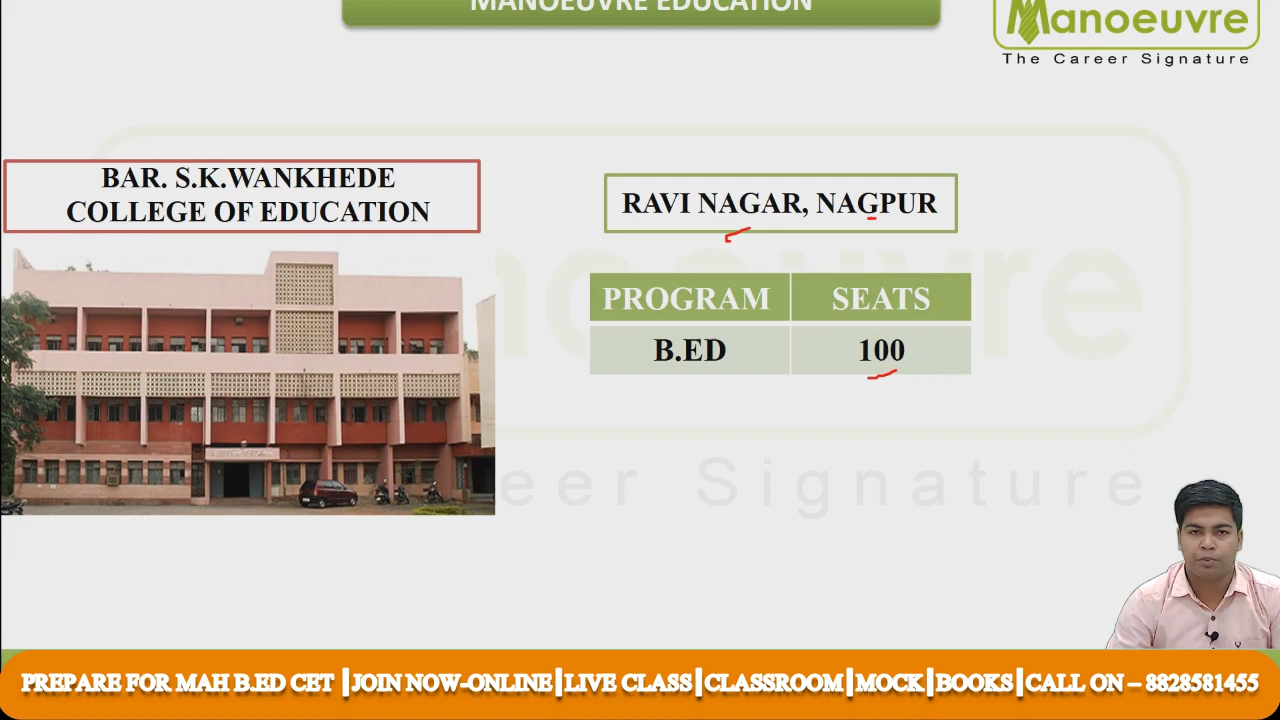 MANOEUVRE EDUCATION
Manoeuvre
The Career Signature
BAR. S.K.WANKHEDE
COLLEGE OF EDUCATION
RAVI NAGAR, NAGPUR
PROGRAM SEATS
B.ED 100
PREPARE FOR MAH B.ED CET |JOIN NOW-ONLINE|LIVE CLASS|CLASSROOM|MOCK|BOOKS|CALL ON – 8828581455